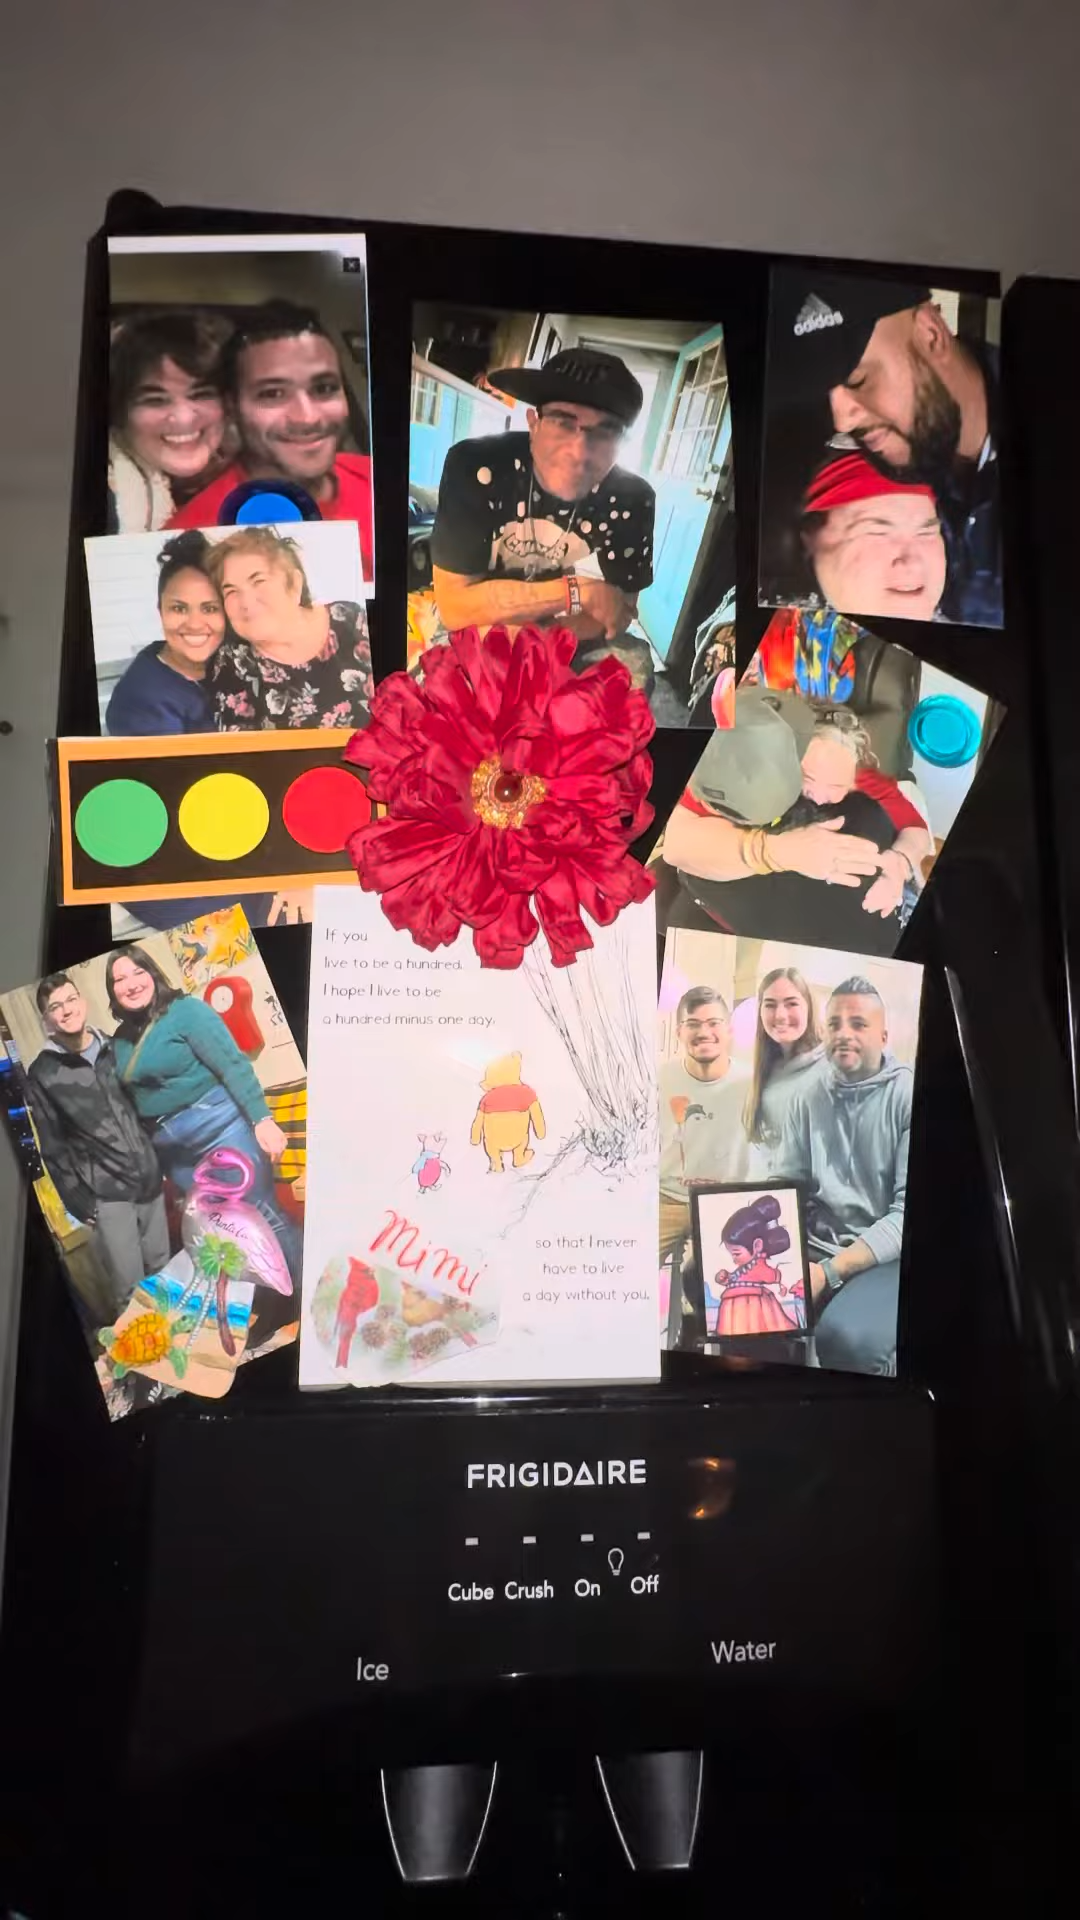 adidas
If you
live to be a hundred,
I hope I live to be
a hundred minus one day,
Mimi
so that I never
have to live
a day without you.
FRIGIDAIRE
Cube Crush On Off
Ice Water